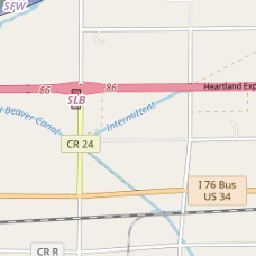 SFW
86
86
Heartland Exp
SLB
Beaver Canal
Intermittent
CR 24
I 76 Bus
US 34
CR R